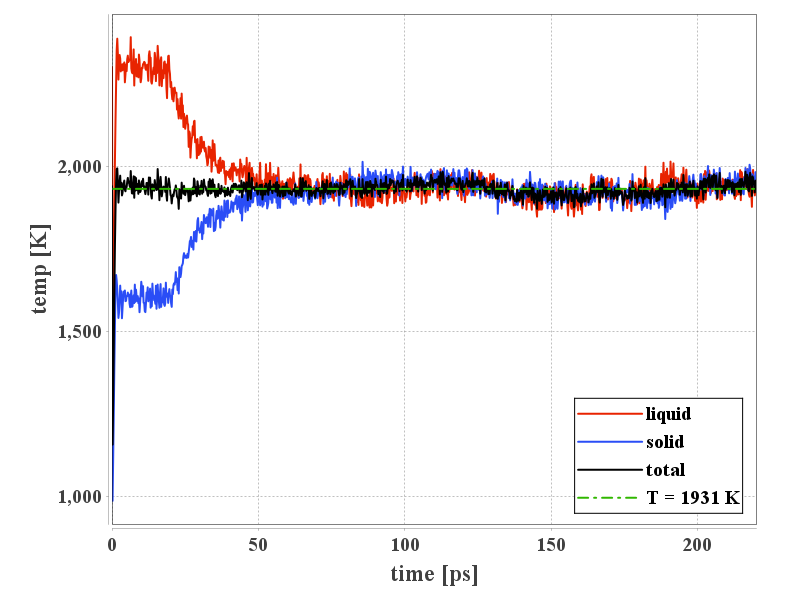 2,000
1,500
1,000
temp [K]
liquid
solid
total
T = 1931 K
0
50
100
150
200
time [ps]